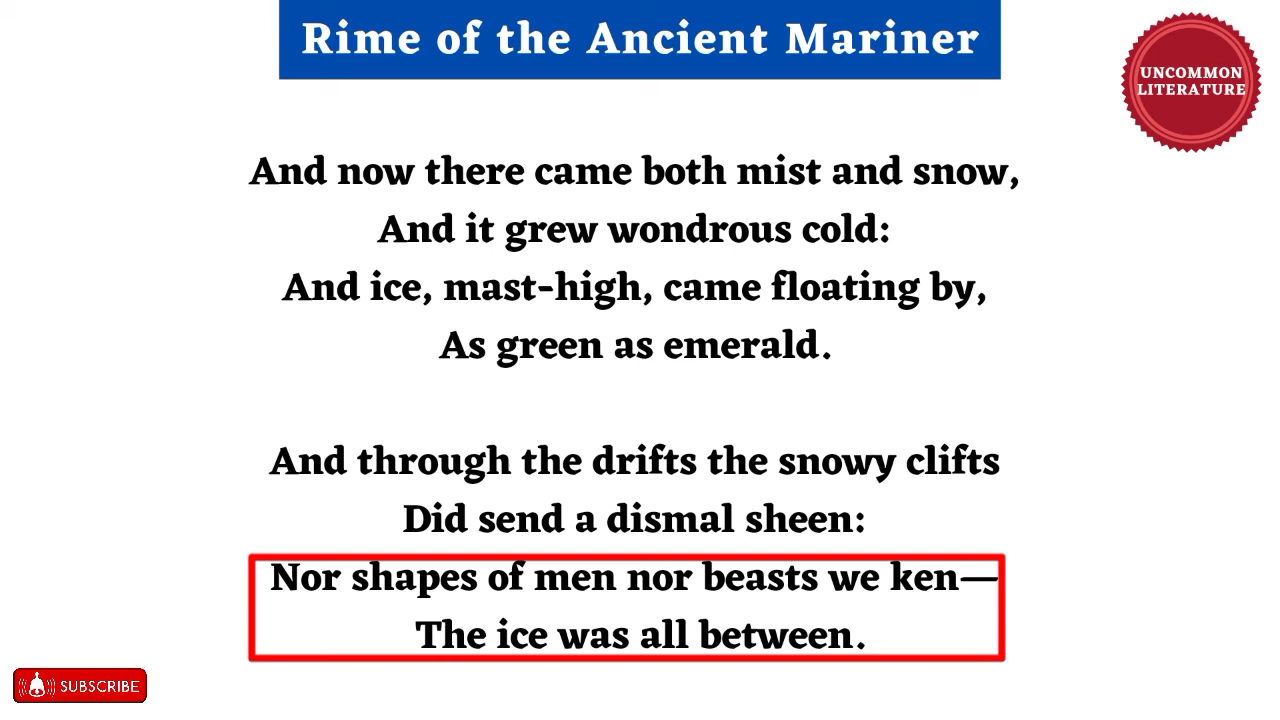 Rime of the Ancient Mariner
UNCOMMON
LITERATURE
And now there came both mist and snow,
And it grew wondrous cold:
And ice, mast-high, came floating by,
As green as emerald.
And through the drifts the snowy clifts
Did send a dismal sheen:
Nor shapes of men nor beasts we ken—
The ice was all between.
SUBSCRIBE